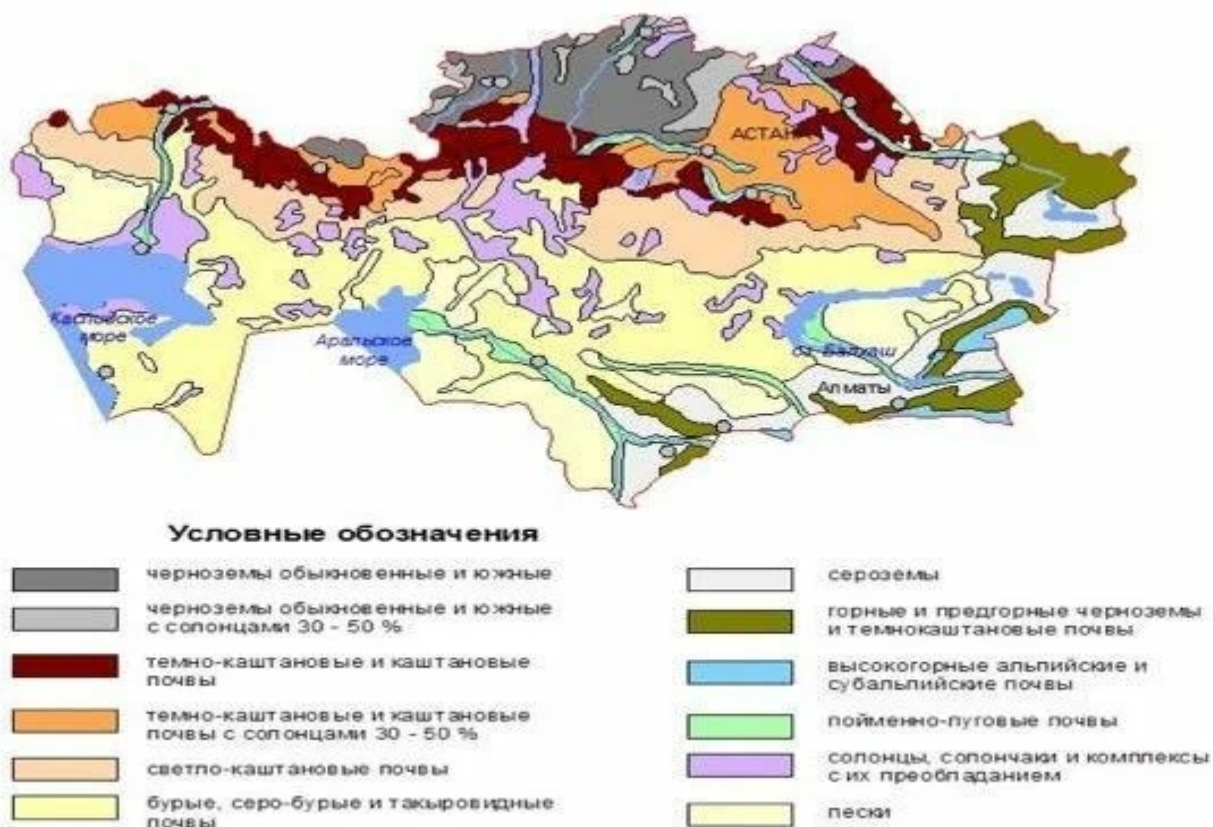 АСТАНА
Каспийское
море
Аральское
море
оз. Балхаш
Алматы
Условные обозначения
черноземы обыкновенные и южные
черноземы обыкновенные и южные
с солонцами 30 - 50 %
темно-каштановые и каштановые
почвы
темно-каштановые и каштановые
почвы с солонцами 30 - 50 %
светло-каштановые почвы
бурые, серо-бурые и такыровидные
почвы
сероземы
горные и предгорные черноземы
и темнокаштановые почвы
высокогорные альпийские и
субальпийские почвы
пойменно-луговые почвы
солонцы, солончаки и комплексы
с их преобладанием
пески